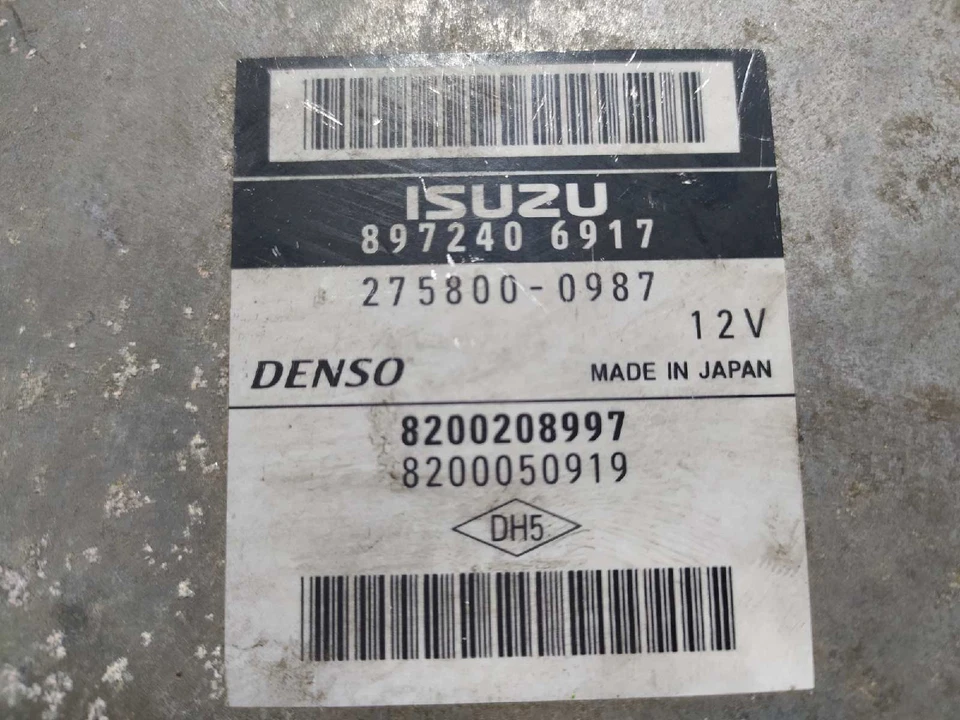 ISUZU
897240 6917
275800-0987
12V
DENSO MADE IN JAPAN
8200208997
8200050919
DH5